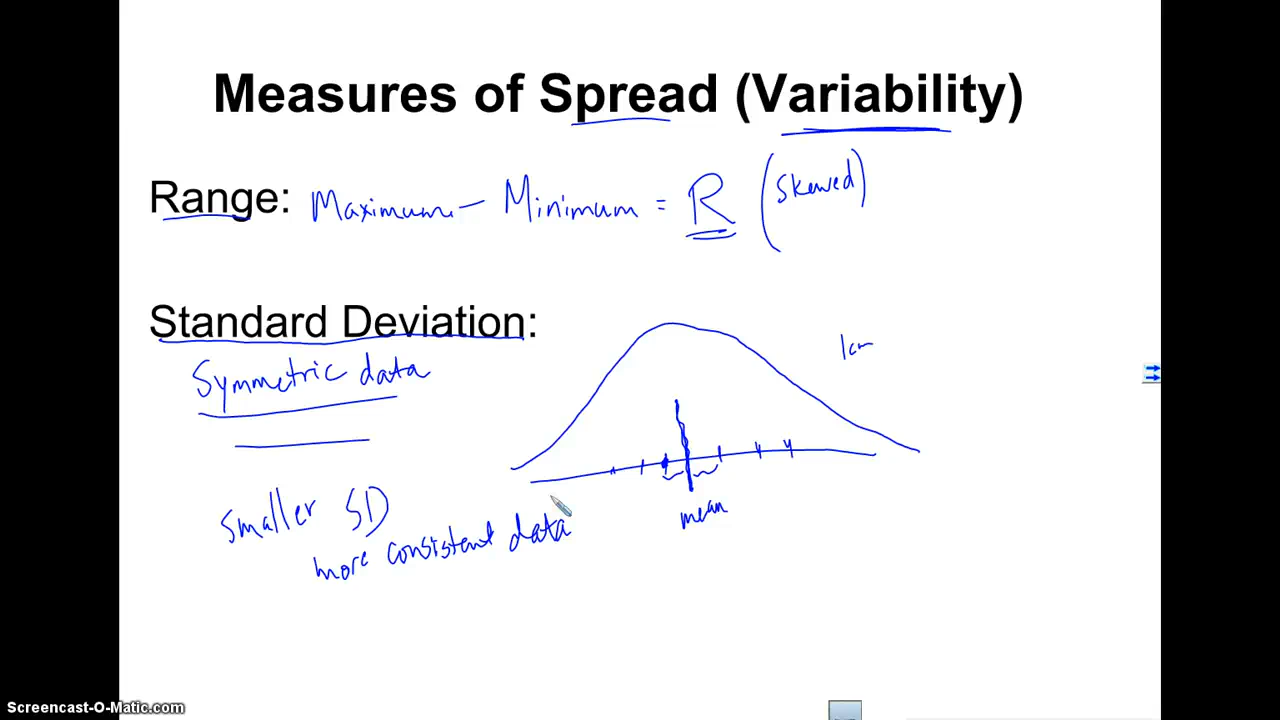 Measures of Spread (Variability)
Range: Maximum - Minimum = R (skewed)
Standard Deviation:
Symmetric data
1cm
smaller SD
more consistent data
mean
Screencast-O-Matic.com